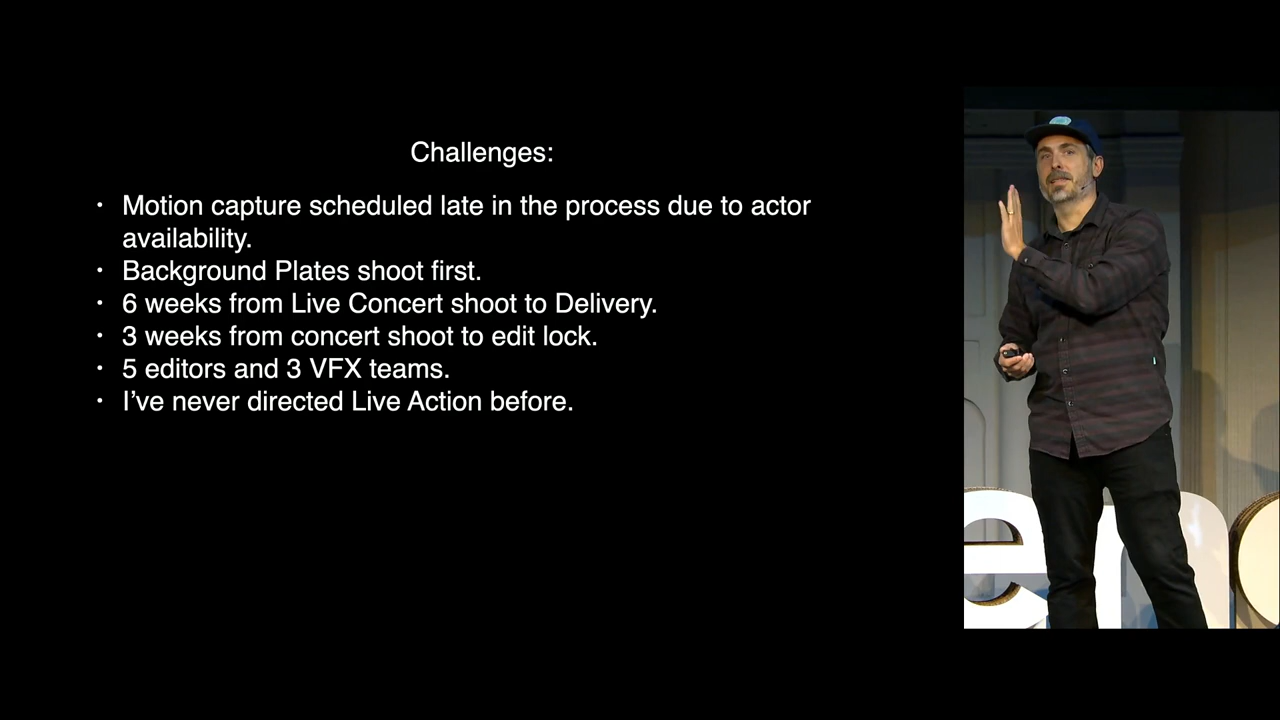 Challenges:
• Motion capture scheduled late in the process due to actor
availability.
• Background Plates shoot first.
• 6 weeks from Live Concert shoot to Delivery.
• 3 weeks from concert shoot to edit lock.
• 5 editors and 3 VFX teams.
• I’ve never directed Live Action before.